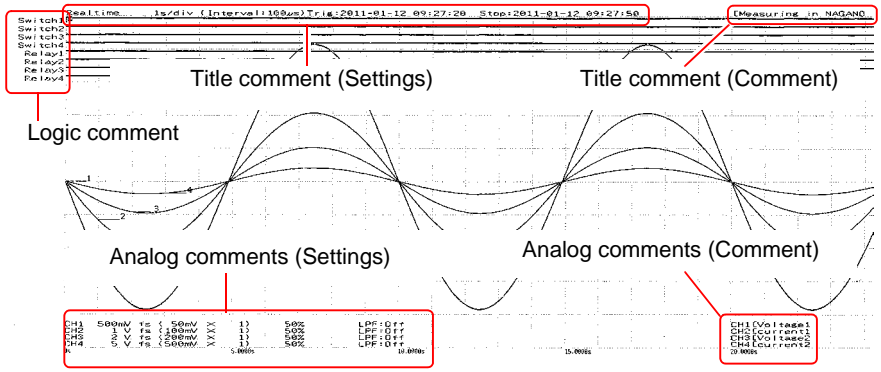 Realtime 1s/div (Interval:100µs)Trig:2011-01-12 09:27:20 Stop:2011-01-12 09:27:50 [Measuring in NAGANO
Switch1
Switch2
Switch3
Switch4
Relay1
Relay2
Relay3
Relay4
Title comment (Settings) Title comment (Comment)
Logic comment
1
4
3
2
Analog comments (Settings) Analog comments (Comment)
CH1 500mV fs ( 50mV X 1) 50% LPF:Off CH1[Voltage1
CH2 1 V fs (100mV X 1) 50% LPF:Off CH2[current1
CH3 2 V fs (200mV X 1) 50% LPF:Off CH3[Voltage2
CH4 5 V fs (500mV X 1) 50% LPF:Off CH4[current2
5.0000s 10.0000s 15.0000s 20.0000s